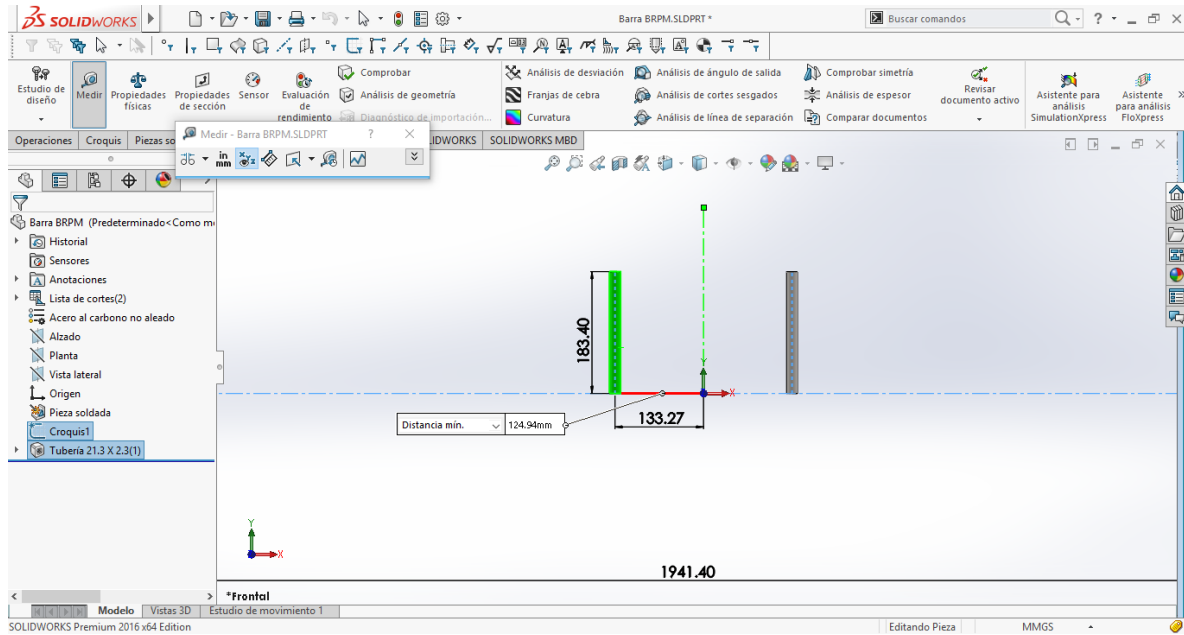 SOLIDWORKS
Barra BRPM.SLDPRT *
Buscar comandos
Estudio de diseño
Medir
Propiedades físicas
Propiedades de sección
Sensor
Evaluación de rendimiento
Comprobar
Análisis de geometría
Diagnóstico de importación...
Análisis de desviación
Franjas de cebra
Curvatura
Análisis de ángulo de salida
Análisis de cortes sesgados
Análisis de línea de separación
Comprobar simetría
Análisis de espesor
Comparar documentos
Revisar documento activo
Asistente para análisis SimulationXpress
Asistente para análisis FloXpress
Operaciones
Croquis
Piezas so
LIDWORKS
SOLIDWORKS MBD
Medir - Barra BRPM.SLDPRT
in mm
Barra BRPM (Predeterminado<Como m
Historial
Sensores
Anotaciones
Lista de cortes(2)
Acero al carbono no aleado
Alzado
Planta
Vista lateral
Origen
Pieza soldada
Croquis1
Tubería 21.3 X 2.3(1)
183.40
Y
X
133.27
Distancia mín.
124.94mm
Y
X
1941.40
*Frontal
Modelo
Vistas 3D
Estudio de movimiento 1
SOLIDWORKS Premium 2016 x64 Edition
Editando Pieza
MMGS